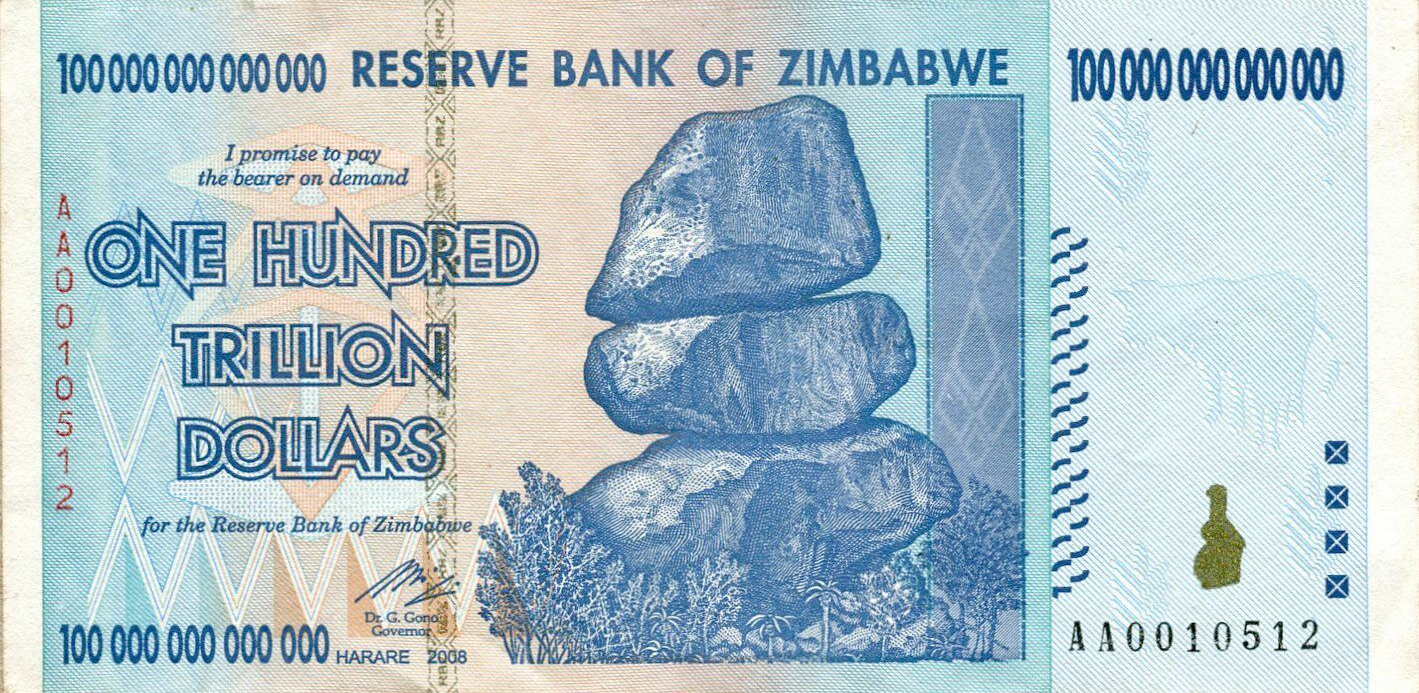 100 000 000 000 000 RESERVE BANK OF ZIMBABWE 100 000 000 000 000
I promise to pay
the bearer on demand
ONE HUNDRED
TRILLION
DOLLARS
for the Reserve Bank of Zimbabwe
Dr. G. Gono
Governor
100 000 000 000 000 HARARE 2008
AA0010512
AA0010512
RBZ